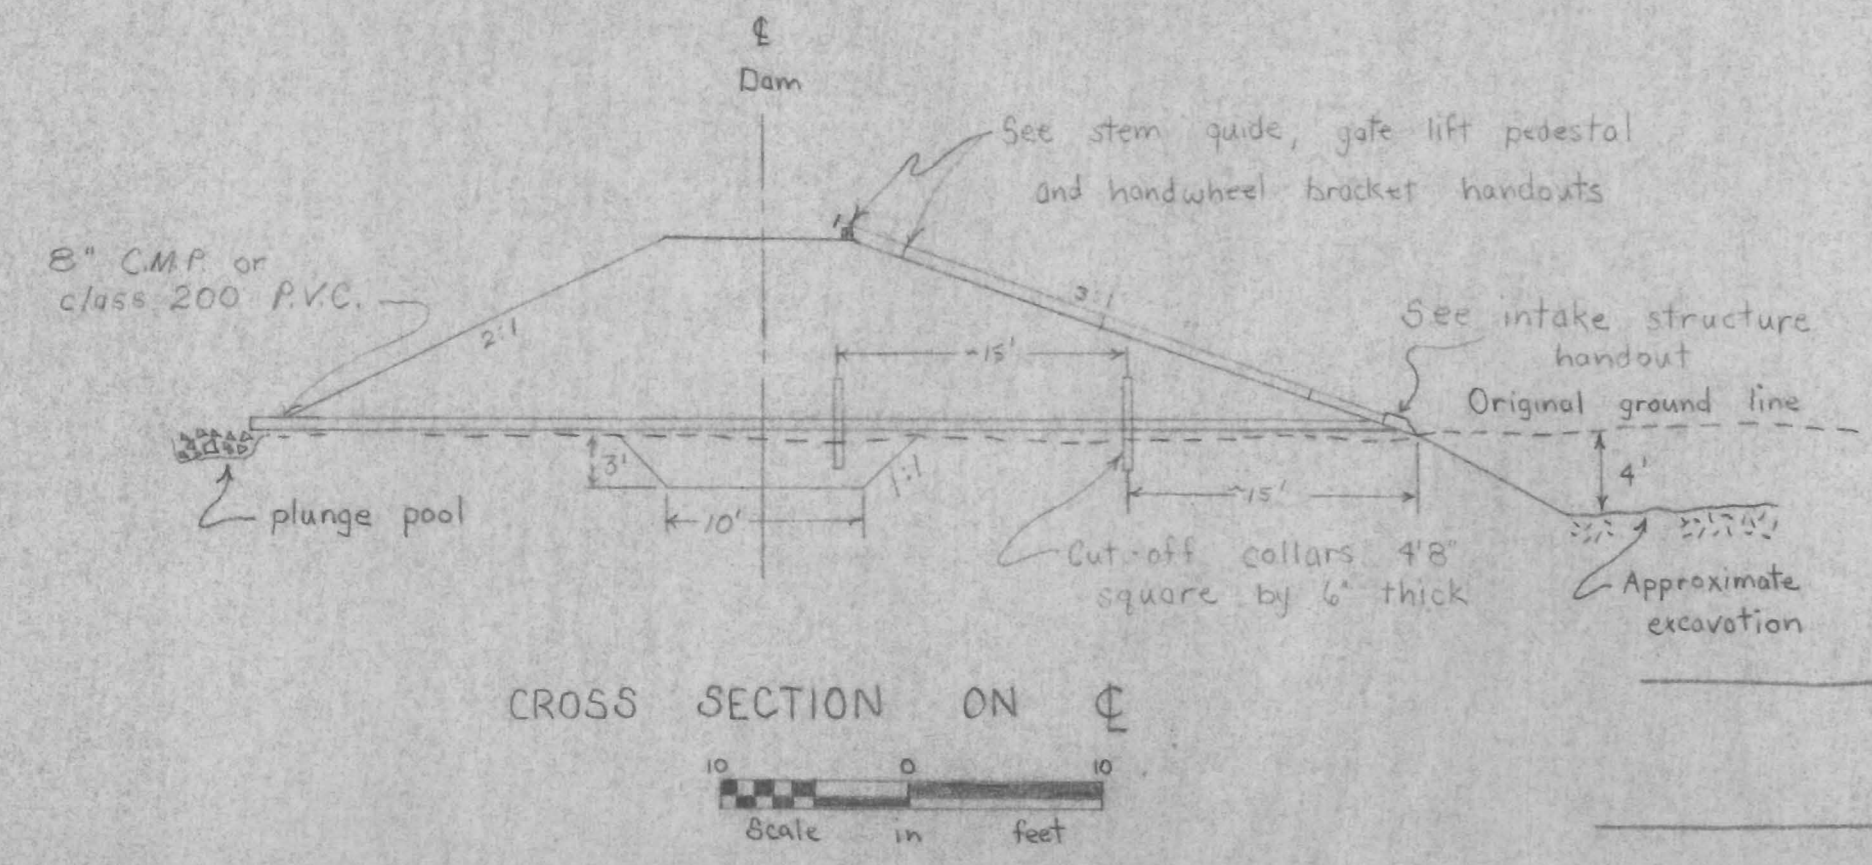 ℄
Dam
See stem quide, gate lift pedestal
and handwheel bracket handouts
8" C.M.P. or
class 200 P.V.C.
2:1
3:1
~15'
See intake structure
handout
Original ground line
3'
1:1
4'
~15'
10'
plunge pool
Cut-off collars 4'8"
square by 6" thick
Approximate
excavation
CROSS SECTION ON ℄
10 0 10
Scale in feet